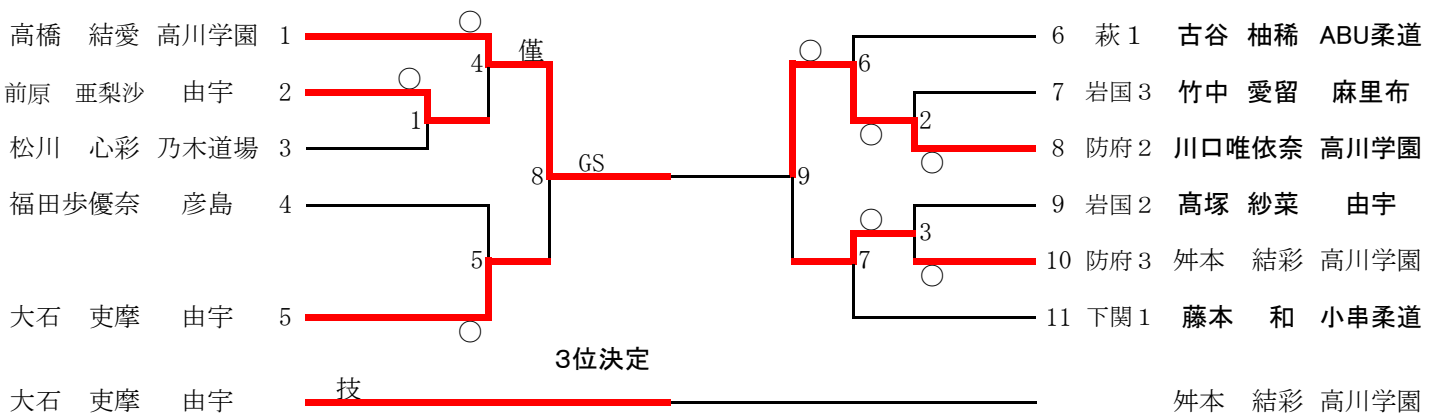 高橋　結愛 高川学園 1
前原　亜梨沙 由宇 2
松川　心彩 乃木道場 3
福田歩優奈 彦島 4
大石　吏摩 由宇 5
○
4
僅
○
1
8
GS
5
○
○
6
○
2
○
9
○
3
○
7
6 萩1 古谷 柚稀 ABU柔道
7 岩国3 竹中 愛留 麻里布
8 防府2 川口唯依奈 高川学園
9 岩国2 髙塚 紗菜 由宇
10 防府3 舛本　結彩 高川学園
11 下関1 藤本　和 小串柔道
3位決定
大石　吏摩 由宇 技 舛本　結彩 高川学園